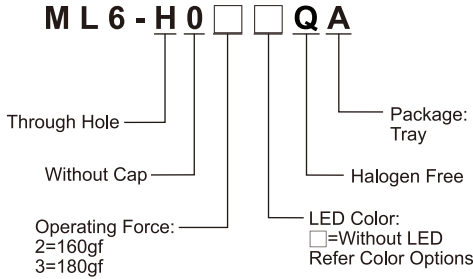 ML6-H0□□QA
Through Hole
Package:
Tray
Without Cap
Halogen Free
Operating Force:
2=160gf
3=180gf
LED Color:
□=Without LED
Refer Color Options